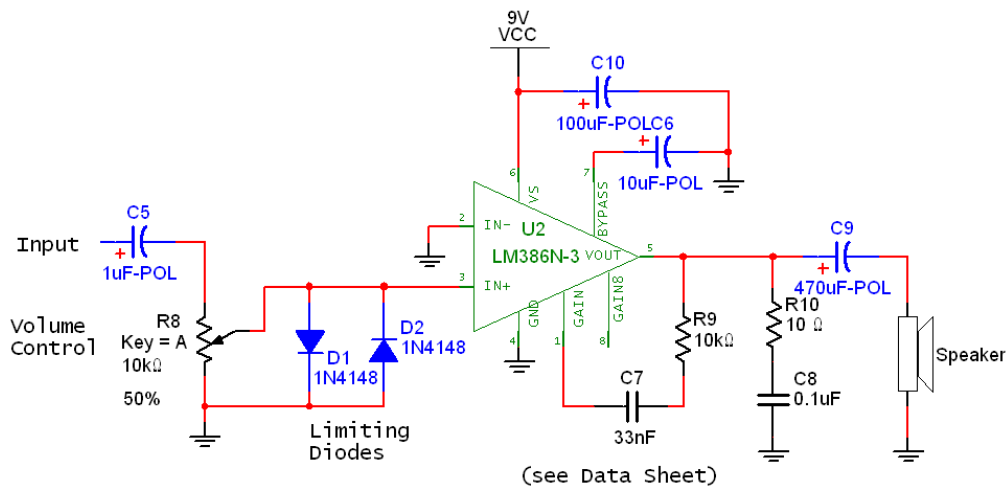 9V
VCC
C10
100uF-POL
C6
10uF-POL
6
VS
7
BYPASS
C5
1uF-POL
Input
2
IN-
U2
LM386N-3
VOUT
5
C9
470uF-POL
3
IN+
GND
4
GAIN
1
GAIN8
8
Volume
Control
R8
Key = A
10kΩ
50%
D1
1N4148
D2
1N4148
R9
10kΩ
R10
10 Ω
C7
33nF
C8
0.1uF
Speaker
Limiting
Diodes
(see Data Sheet)